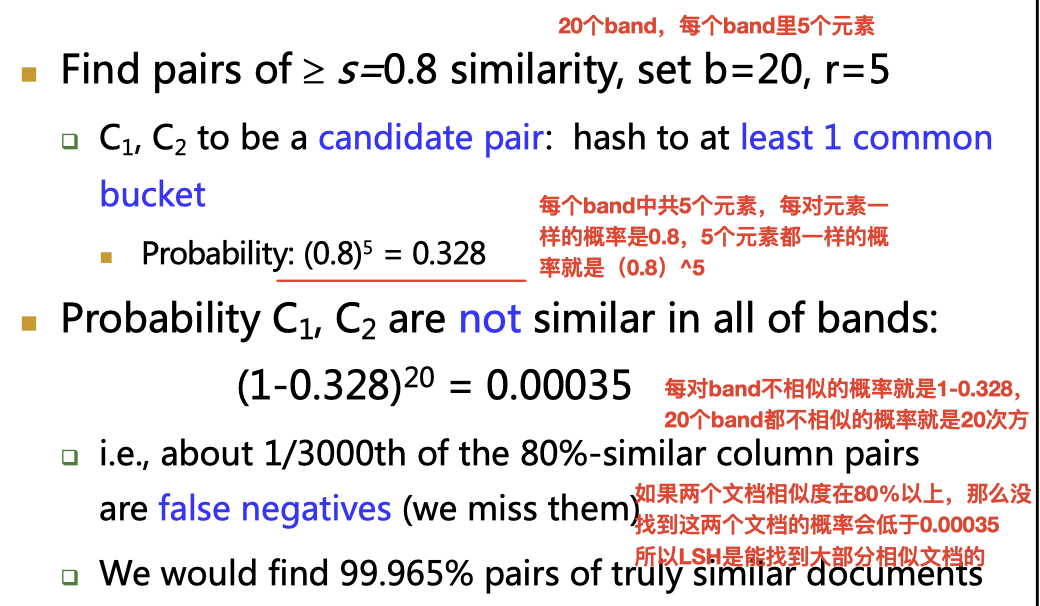 20个band，每个band里5个元素
Find pairs of ≥ s=0.8 similarity, set b=20, r=5
C₁, C₂ to be a candidate pair: hash to at least 1 common
bucket
每个band中共5个元素，每对元素一
样的概率是0.8，5个元素都一样的概
率就是（0.8）^5
Probability: (0.8)⁵ = 0.328
Probability C₁, C₂ are not similar in all of bands:
(1-0.328)²⁰ = 0.00035
每对band不相似的概率就是1-0.328，
20个band都不相似的概率就是20次方
i.e., about 1/3000th of the 80%-similar column pairs
are false negatives (we miss them)
如果两个文档相似度在80%以上，那么没
找到这两个文档的概率会低于0.00035
所以LSH是能找到大部分相似文档的
We would find 99.965% pairs of truly similar documents